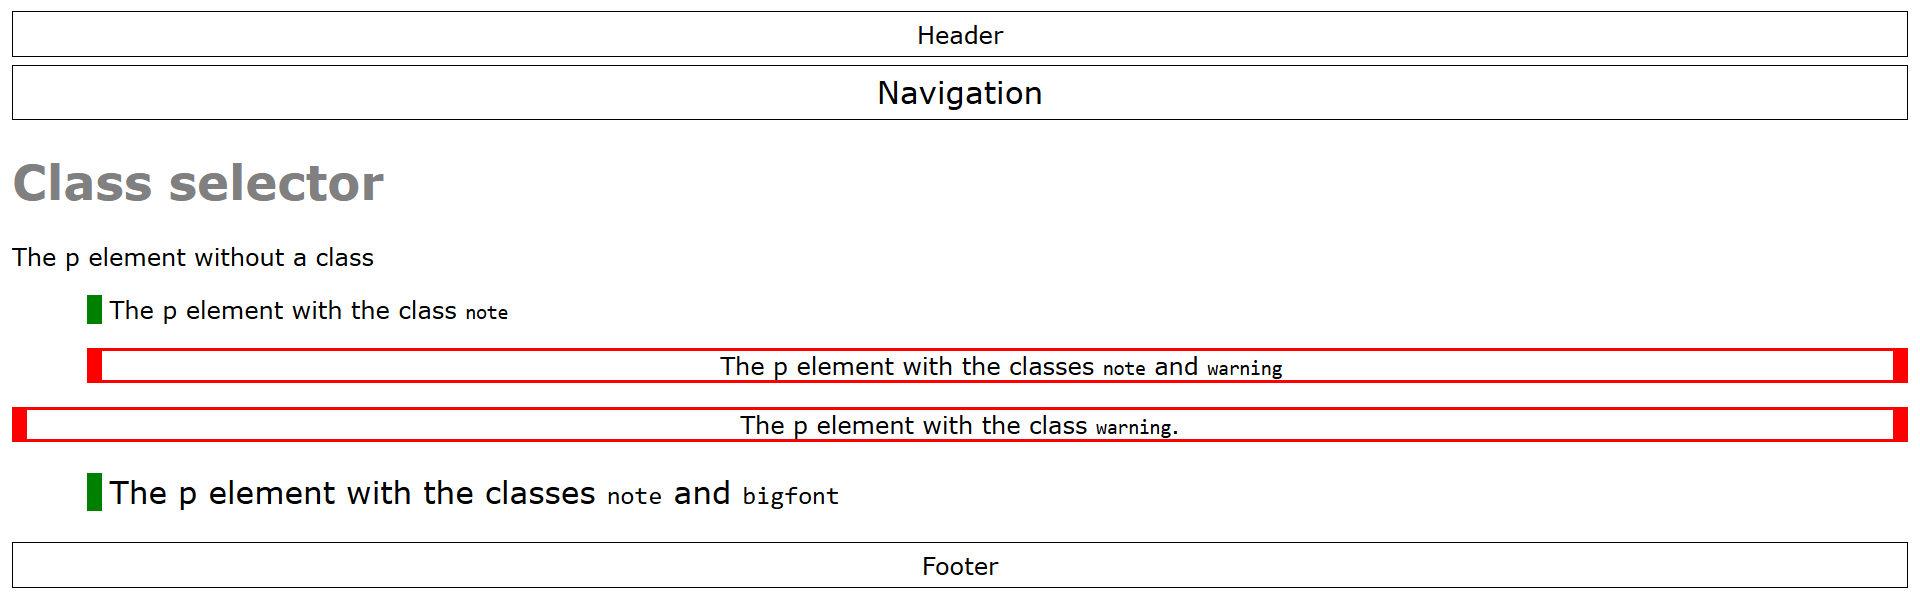 Header
Navigation
Class selector
The p element without a class
The p element with the class note
The p element with the classes note and warning
The p element with the class warning.
The p element with the classes note and bigfont
Footer